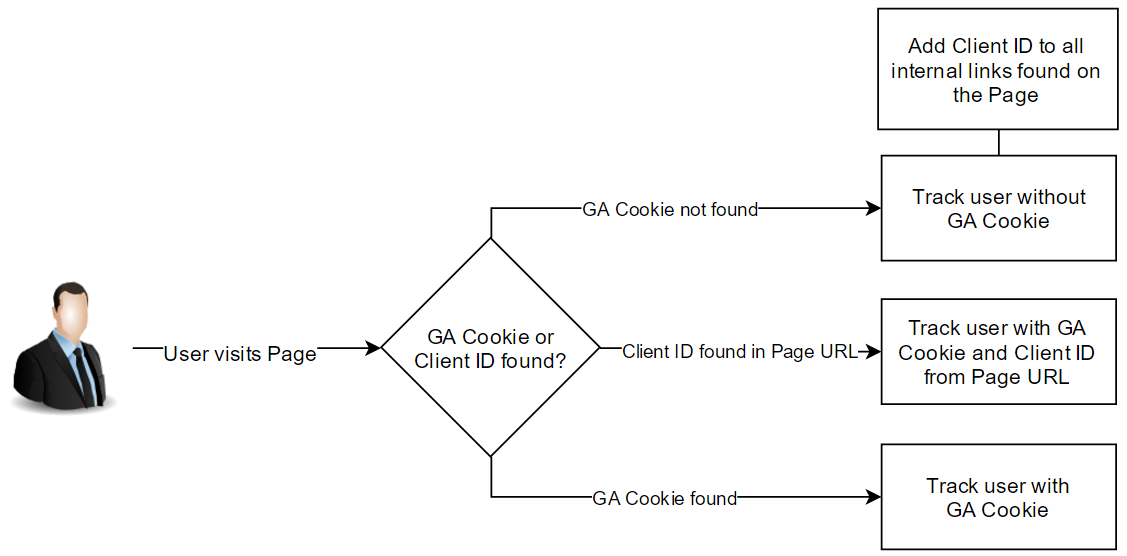 Add Client ID to all
internal links found on
the Page
GA Cookie not found
Track user without
GA Cookie
User visits Page
GA Cookie or
Client ID found?
Client ID found in Page URL
Track user with GA
Cookie and Client ID
from Page URL
GA Cookie found
Track user with
GA Cookie